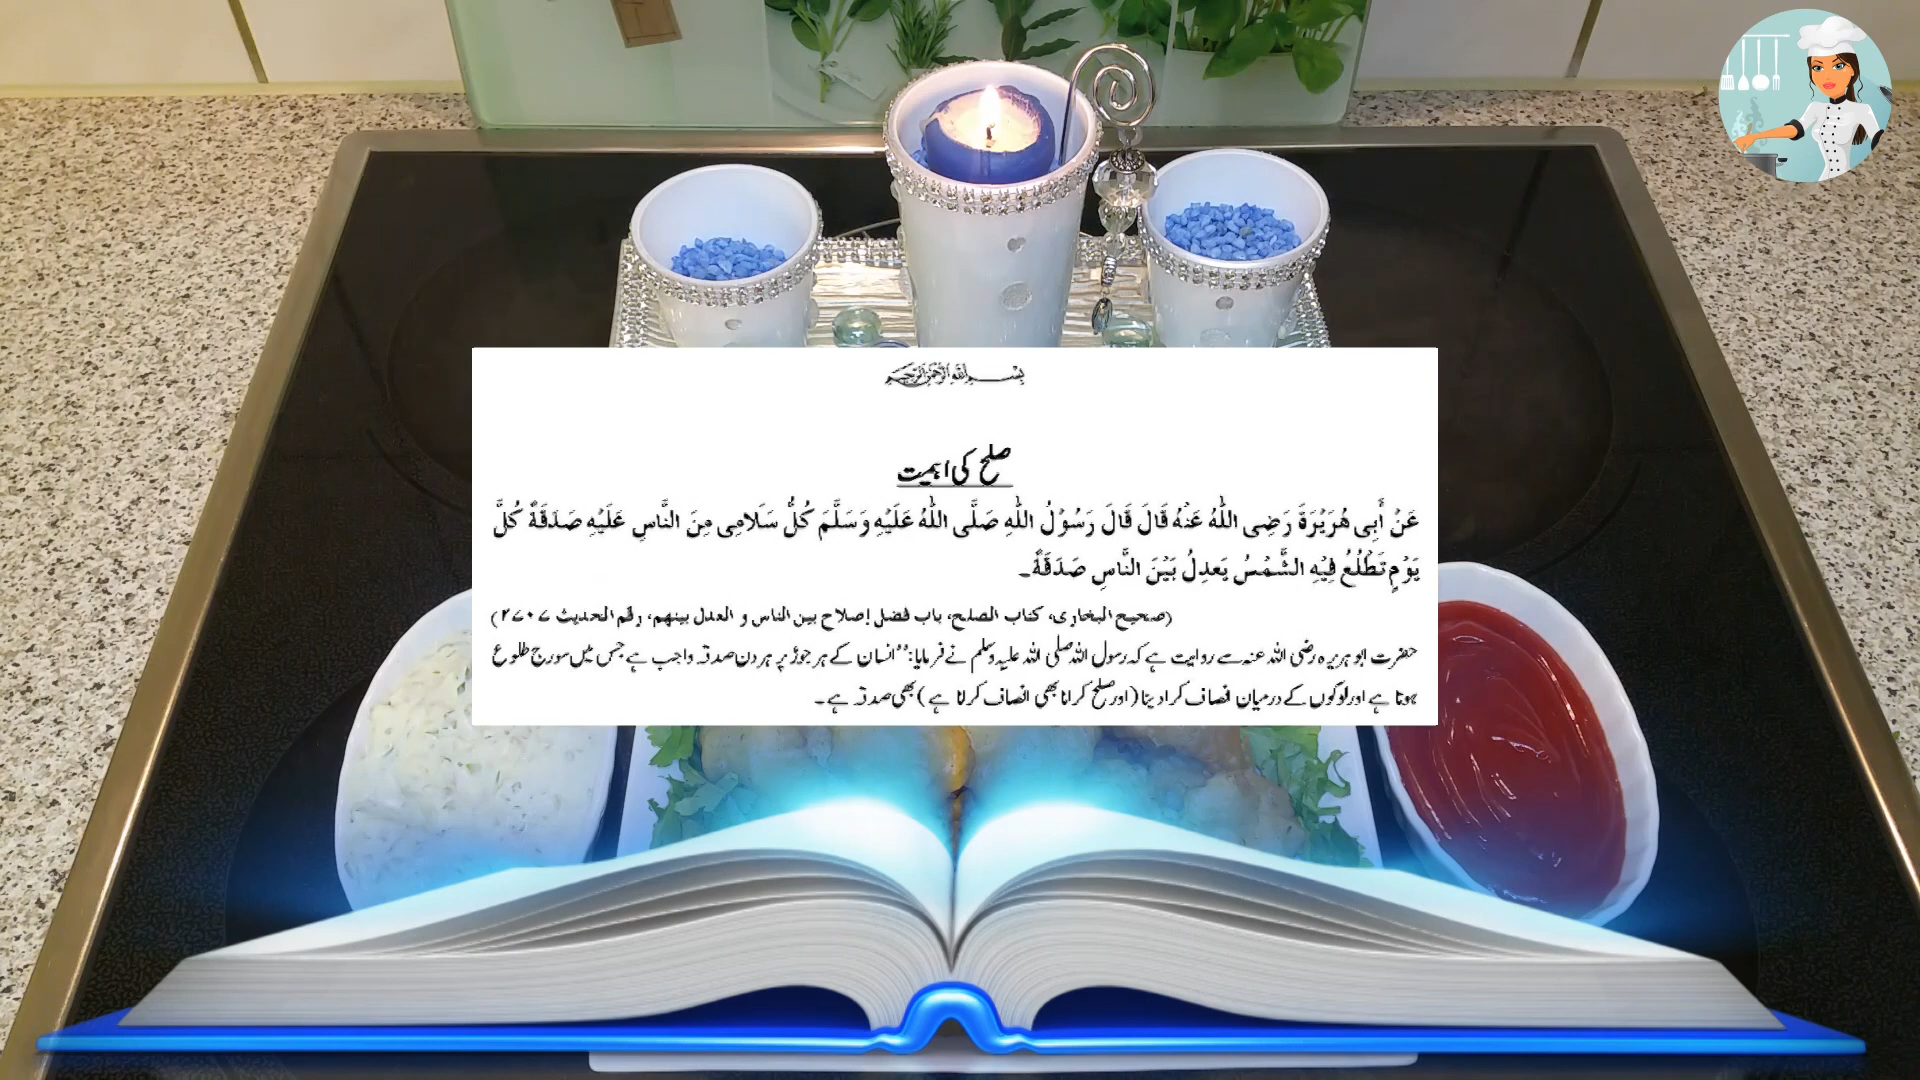 بسم الله الرحمن الرحيم
صلح کی اہمیت
عَنْ أَبِی هُرَيْرَةَ رَضِی اللّٰهُ عَنْهُ قَالَ قَالَ رَسُوْلُ اللّٰهِ صَلَّی اللّٰهُ عَلَيْهِ وَسَلَّمَ كُلُّ سَلَامِی مِنَ النَّاسِ عَلَيْهِ صَدَقَةٌ كُلَّ
يَوْمٍ تَطْلُعُ فِيْهِ الشَّمْسُ يَعدِلُ بَيْنَ النَّاسِ صَدَقَةٌ۔
(صحیح البخاری، کتاب الصلح، باب فضل إصلاح بین الناس و العدل بینهم، رقم الحدیث ۲۷۰۷)
حضرت ابو ہریرہ رضی اللہ عنہ سے روایت ہے کہ رسول اللہ صلی اللہ علیہ وسلم نے فرمایا: ’’انسان کے ہر جوڑ پر ہر دن صدقہ واجب ہے جس میں سورج طلوع
ہوتا ہے اور لوگوں کے درمیان انصاف کرا دینا (اور صلح کرانا بھی انصاف کرانا ہے) بھی صدقہ ہے۔